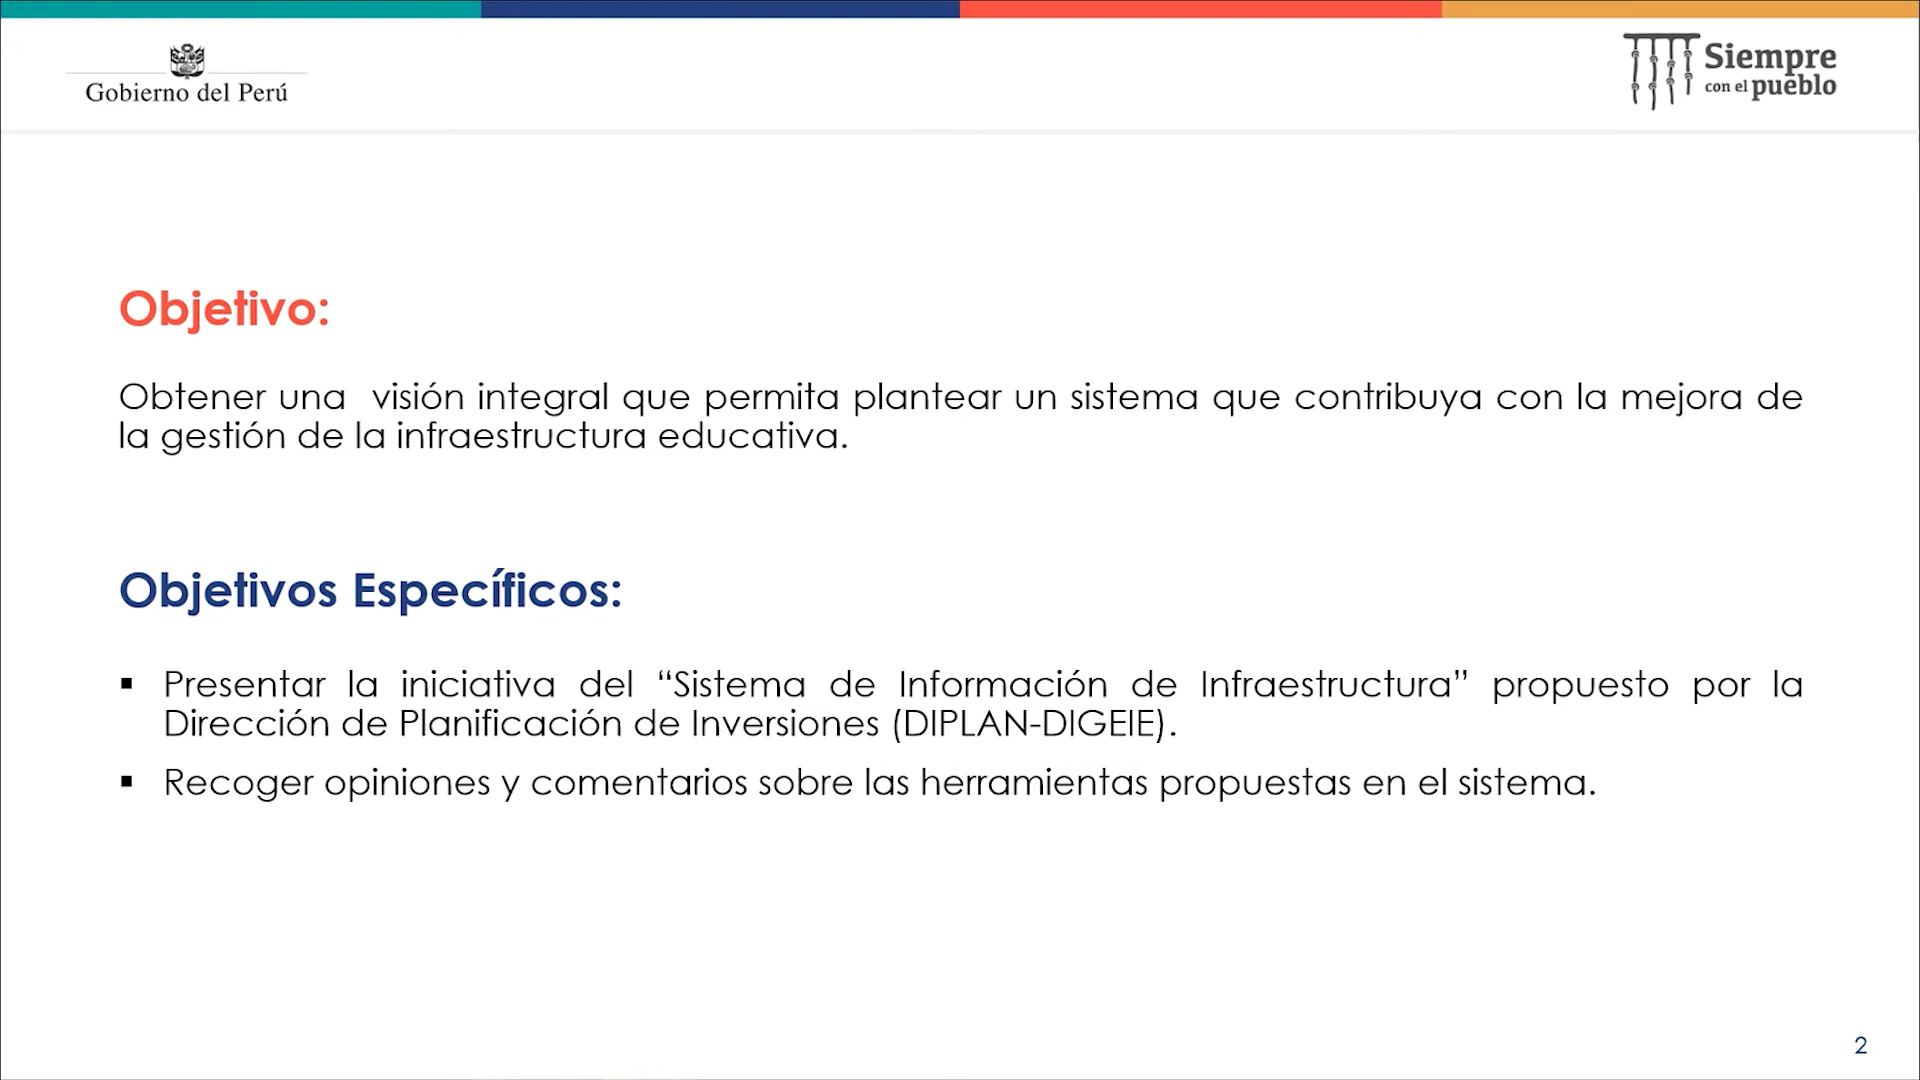 Gobierno del Perú
Siempre
con el pueblo
Objetivo:
Obtener una  visión integral que permita plantear un sistema que contribuya con la mejora de
la gestión de la infraestructura educativa.
Objetivos Específicos:
▪ Presentar la iniciativa del “Sistema de Información de Infraestructura” propuesto por la
Dirección de Planificación de Inversiones (DIPLAN-DIGEIE).
▪ Recoger opiniones y comentarios sobre las herramientas propuestas en el sistema.
2